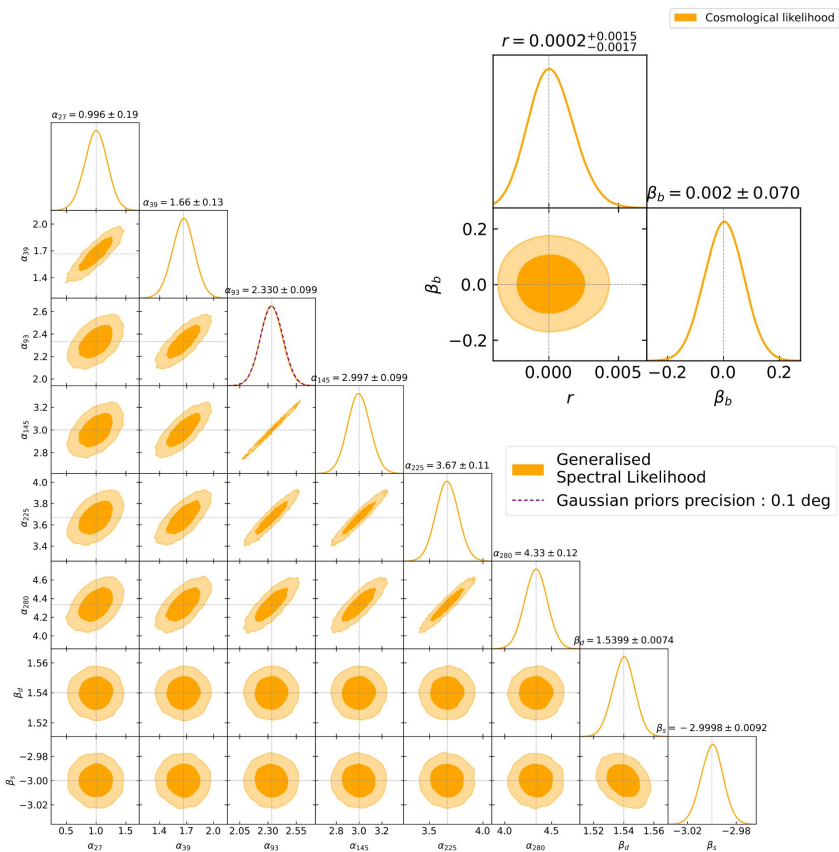 Cosmological likelihood
r = 0.0002 +0.0015 −0.0017
β_b = 0.002 ± 0.070
0.2
0.0
−0.2
β_b
0.000 0.005
r
−0.2 0.0 0.2
β_b
α_27 = 0.996 ± 0.19
α_39 = 1.66 ± 0.13
2.0
1.7
1.4
α_39
α_93 = 2.330 ± 0.099
2.6
2.4
2.2
2.0
α_93
α_145 = 2.997 ± 0.099
3.2
3.0
2.8
α_145
α_225 = 3.67 ± 0.11
4.0
3.8
3.6
3.4
α_225
Generalised
Spectral Likelihood
Gaussian priors precision : 0.1 deg
α_280 = 4.33 ± 0.12
4.6
4.4
4.2
4.0
α_280
β_d = 1.5399 ± 0.0074
1.56
1.54
1.52
β_d
β_s = −2.9998 ± 0.0092
−2.98
−3.00
−3.02
β_s
0.5 1.0 1.5 1.4 1.7 2.0 2.05 2.30 2.55 2.8 3.0 3.2 3.5 4.0 4.0 4.5 1.52 1.54 1.56 −3.02 −2.98
α_27 α_39 α_93 α_145 α_225 α_280 β_d β_s